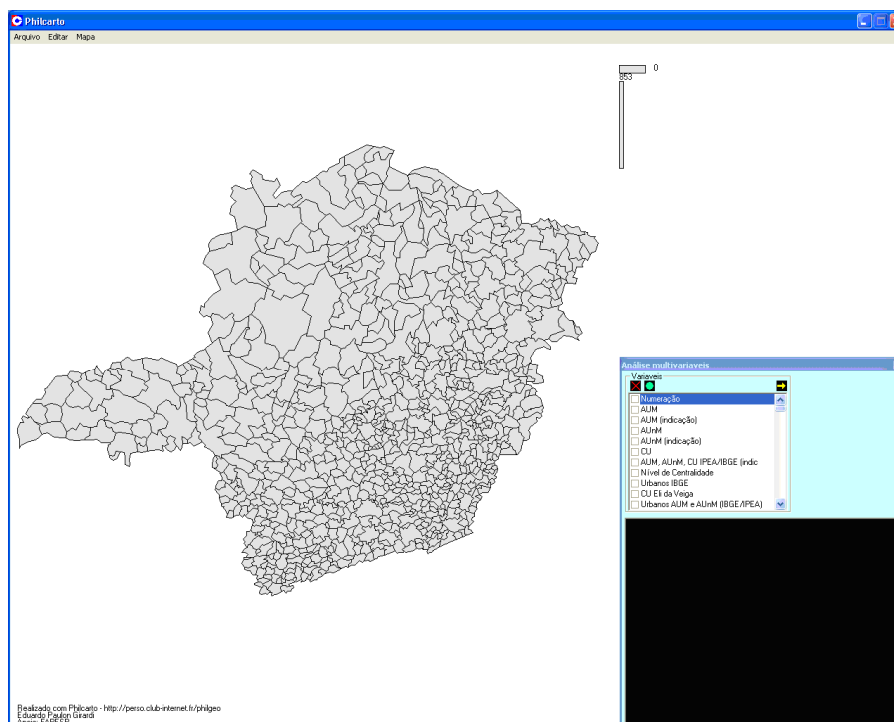 Philcarto
Arquivo Editar Mapa
0
853
Análise multivariaveis
Variaveis
Numeração
AUM
AUM (indicação)
AUnM
AUnM (indicação)
CU
AUM, AUnM, CU IPEA/IBGE (indic
Nível de Centralidade
Urbanos IBGE
CU Eli da Veiga
Urbanos AUM e AUnM (IBGE/IPEA)
Realizado com Philcarto - http://perso.club-internet.fr/philgeo
Eduardo Paulon Girardi
Apoio: FAPESP